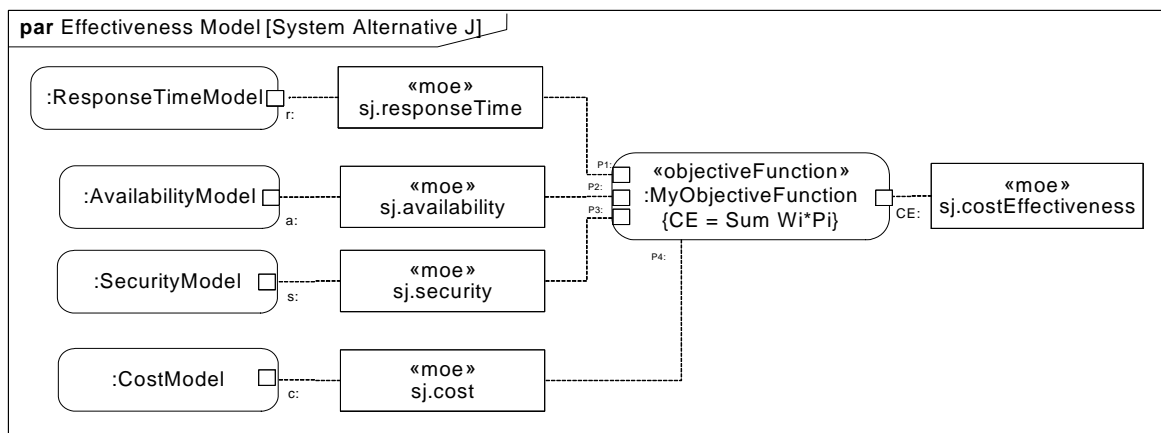 par Effectiveness Model [System Alternative J]
:ResponseTimeModel
r:
«moe»
sj.responseTime
:AvailabilityModel
a:
«moe»
sj.availability
:SecurityModel
s:
«moe»
sj.security
:CostModel
c:
«moe»
sj.cost
P1:
P2:
P3:
P4:
«objectiveFunction»
:MyObjectiveFunction
{CE = Sum Wi*Pi}
CE:
«moe»
sj.costEffectiveness